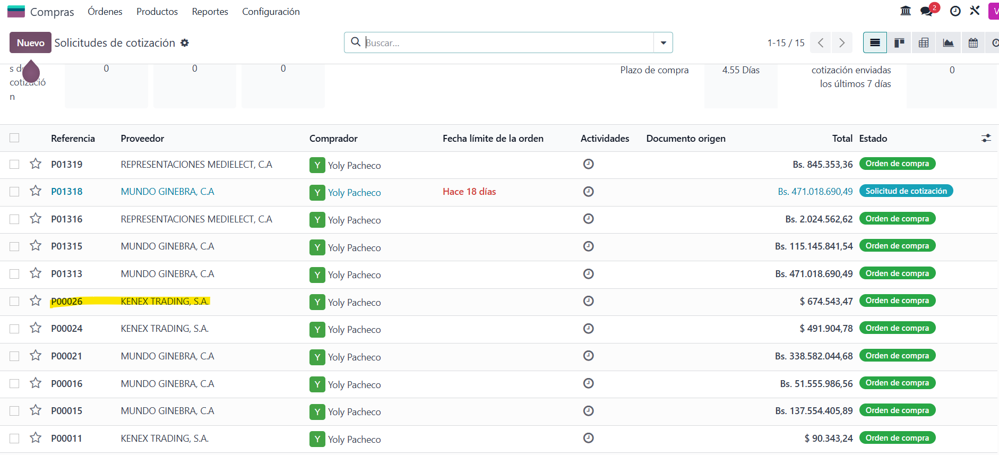 Compras Órdenes Productos Reportes Configuración 2 V
Nuevo Solicitudes de cotización Buscar... 1-15 / 15
s de
cotizació
n
0 0 0
Plazo de compra 4.55 Días
cotización enviadas
los últimos 7 días
0
Referencia Proveedor Comprador Fecha límite de la orden Actividades Documento origen Total Estado
P01319 REPRESENTACIONES MEDIELECT, C.A Y Yoly Pacheco Bs. 845.353,36 Orden de compra
P01318 MUNDO GINEBRA, C.A Y Yoly Pacheco Hace 18 días Bs. 471.018.690,49 Solicitud de cotización
P01316 REPRESENTACIONES MEDIELECT, C.A Y Yoly Pacheco Bs. 2.024.562,62 Orden de compra
P01315 MUNDO GINEBRA, C.A Y Yoly Pacheco Bs. 115.145.841,54 Orden de compra
P01313 MUNDO GINEBRA, C.A Y Yoly Pacheco Bs. 471.018.690,49 Orden de compra
P00026 KENEX TRADING, S.A. Y Yoly Pacheco $ 674.543,47 Orden de compra
P00024 KENEX TRADING, S.A. Y Yoly Pacheco $ 491.904,78 Orden de compra
P00021 MUNDO GINEBRA, C.A Y Yoly Pacheco Bs. 338.582.044,68 Orden de compra
P00016 MUNDO GINEBRA, C.A Y Yoly Pacheco Bs. 51.555.986,56 Orden de compra
P00015 MUNDO GINEBRA, C.A Y Yoly Pacheco Bs. 137.554.405,89 Orden de compra
P00011 KENEX TRADING, S.A. Y Yoly Pacheco $ 90.343,24 Orden de compra